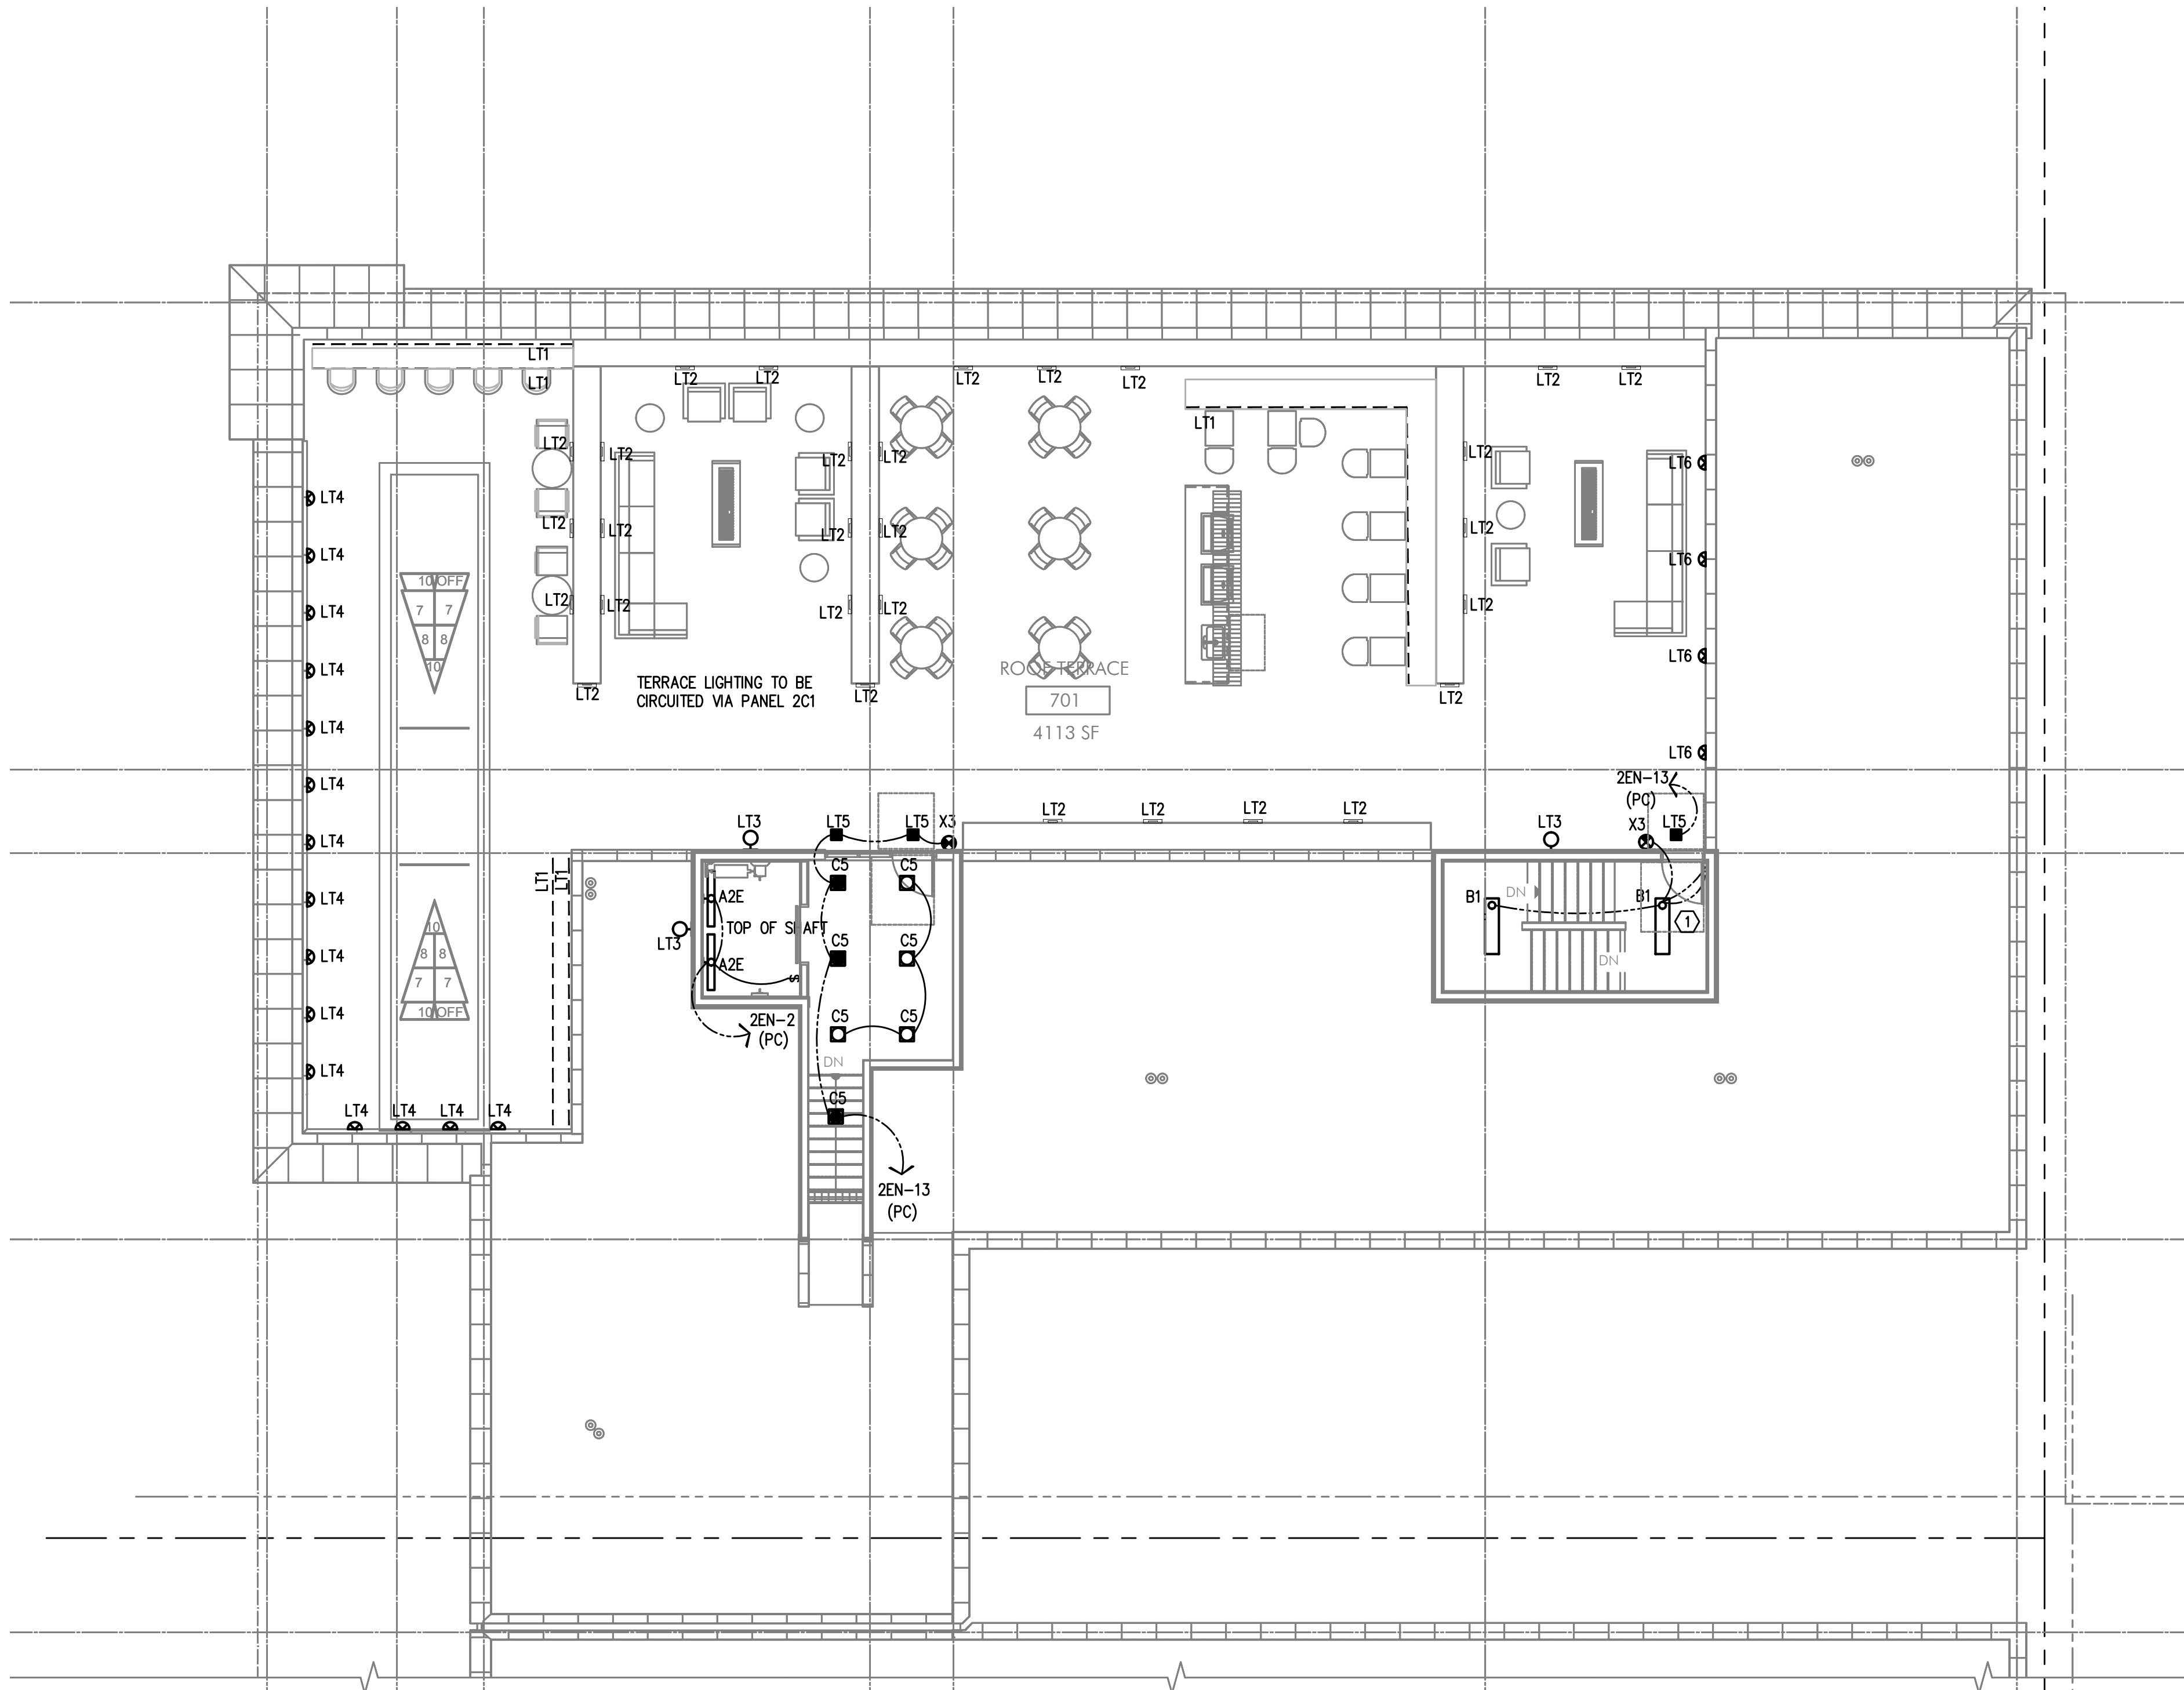 LT1
LT1
LT2
LT2
LT2
LT2
LT2
LT2
LT2
LT1
LT2
LT2
LT2
LT2
LT2
LT6
LT4
LT2
LT2
LT2
LT2
LT2
LT4
LT6
10 OFF
7
7
LT2
LT2
LT2
LT2
LT2
LT4
8
8
10
LT4
LT6
ROOF TERRACE
701
4113 SF
TERRACE LIGHTING TO BE
CIRCUITED VIA PANEL 2C1
LT2
LT2
LT2
LT4
LT6
LT4
2EN-13
(PC)
LT2
LT2
LT2
LT2
LT3
LT5
LT5
X3
LT3
X3
LT5
LT4
LT1
LT1
C5
C5
LT4
A2E
DN
B1
B1
1
10
TOP OF SHAFT
LT3
8
8
LT4
A2E
C5
C5
DN
7
7
S
10 OFF
LT4
2EN-2
(PC)
C5
C5
DN
LT4
LT4
LT4
LT4
LT4
C5
2EN-13
(PC)